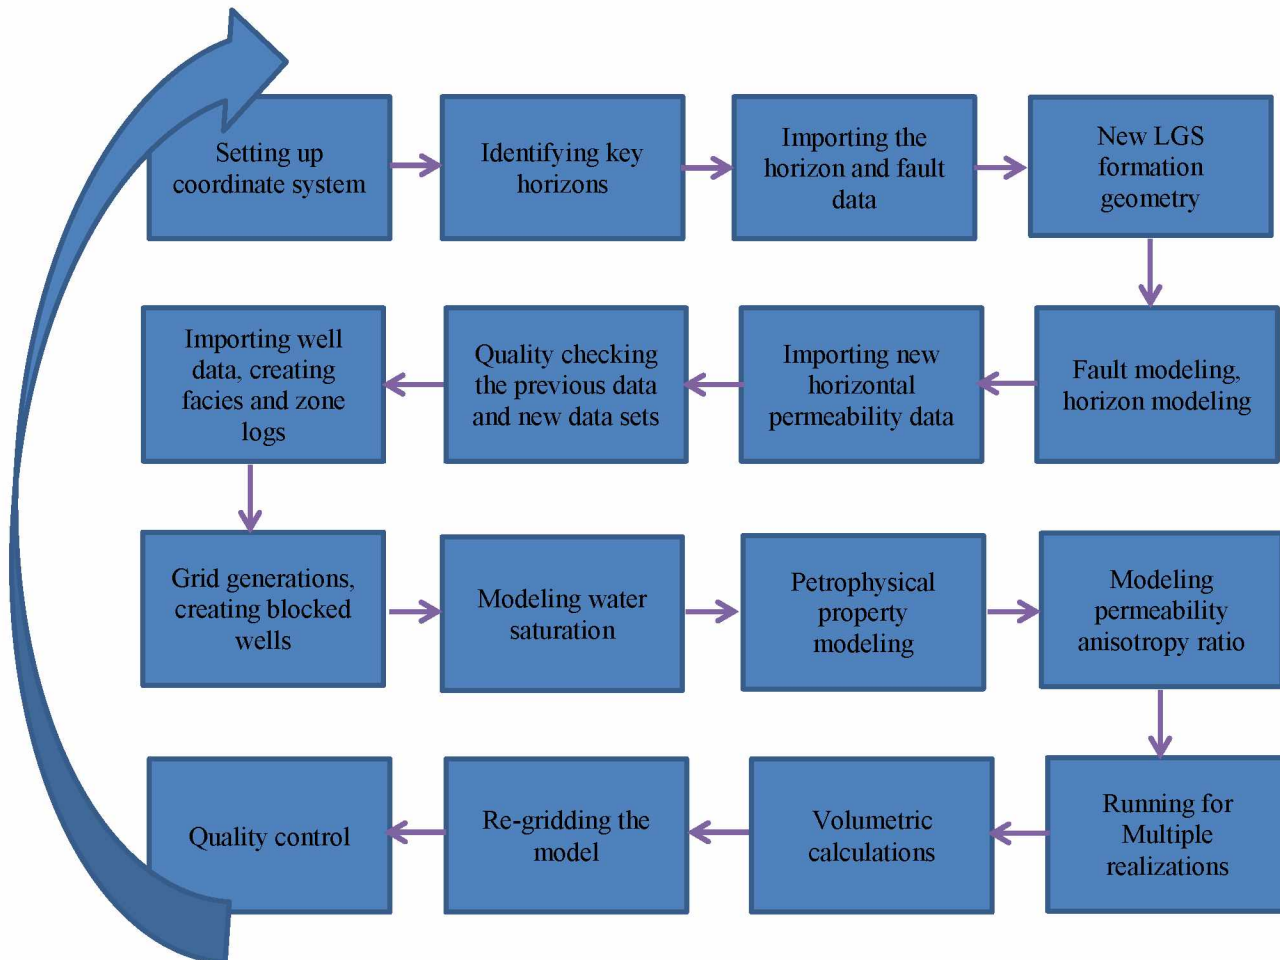 Setting up
coordinate system
Identifying key
horizons
Importing the
horizon and fault
data
New LGS
formation
geometry
Importing well
data, creating
facies and zone
logs
Quality checking
the previous data
and new data sets
Importing new
horizontal
permeability data
Fault modeling,
horizon modeling
Grid generations,
creating blocked
wells
Modeling water
saturation
Petrophysical
property
modeling
Modeling
permeability
anisotropy ratio
Quality control
Re-gridding the
model
Volumetric
calculations
Running for
Multiple
realizations